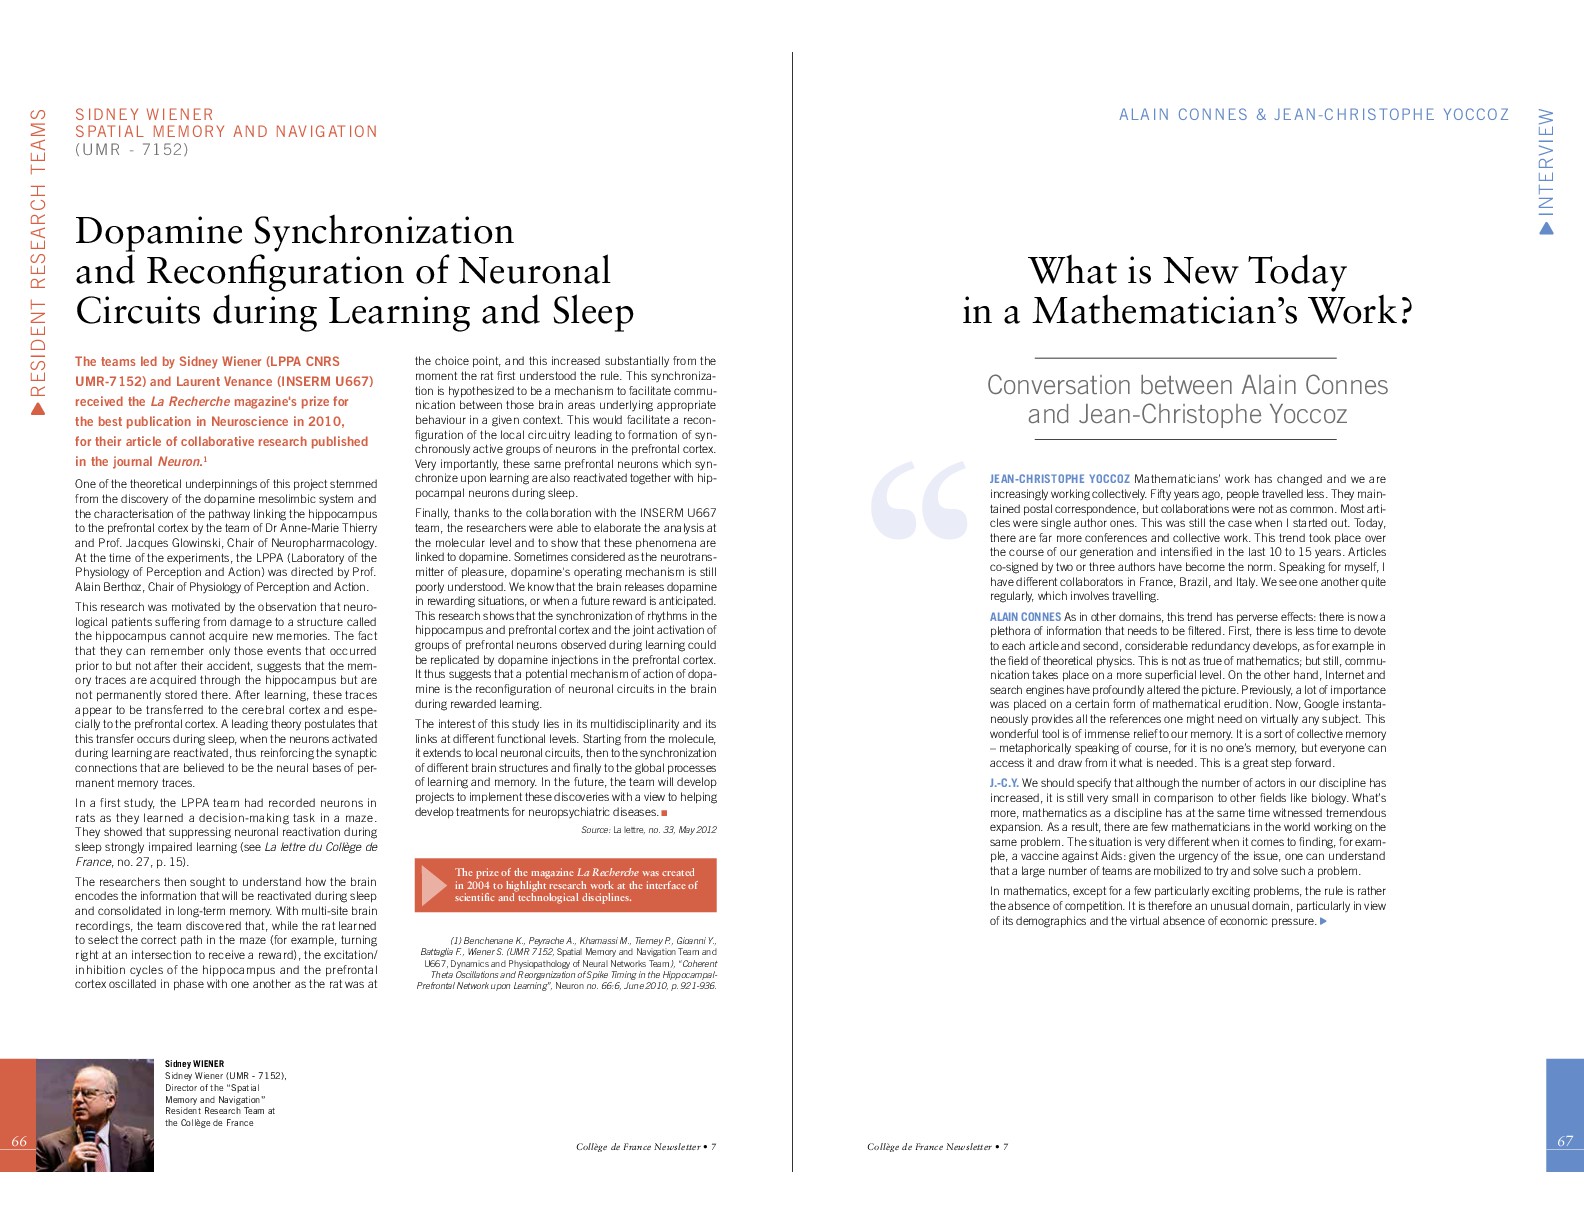 RESIDENT RESEARCH TEAMS
SIDNEY WIENER
SPATIAL MEMORY AND NAVIGATION
(UMR - 7152)
Dopamine Synchronization
and Reconfiguration of Neuronal
Circuits during Learning and Sleep
The teams led by Sidney Wiener (LPPA CNRS
UMR-7152) and Laurent Venance (INSERM U667)
received the La Recherche magazine's prize for
the best publication in Neuroscience in 2010,
for their article of collaborative research published
in the journal Neuron.¹
One of the theoretical underpinnings of this project stemmed
from the discovery of the dopamine mesolimbic system and
the characterisation of the pathway linking the hippocampus
to the prefrontal cortex by the team of Dr Anne-Marie Thierry
and Prof. Jacques Glowinski, Chair of Neuropharmacology.
At the time of the experiments, the LPPA (Laboratory of the
Physiology of Perception and Action) was directed by Prof.
Alain Berthoz, Chair of Physiology of Perception and Action.
This research was motivated by the observation that neuro-
logical patients suffering from damage to a structure called
the hippocampus cannot acquire new memories. The fact
that they can remember only those events that occurred
prior to but not after their accident, suggests that the mem-
ory traces are acquired through the hippocampus but are
not permanently stored there. After learning, these traces
appear to be transferred to the cerebral cortex and espe-
cially to the prefrontal cortex. A leading theory postulates that
this transfer occurs during sleep, when the neurons activated
during learning are reactivated, thus reinforcing the synaptic
connections that are believed to be the neural bases of per-
manent memory traces.
In a first study, the LPPA team had recorded neurons in
rats as they learned a decision-making task in a maze.
They showed that suppressing neuronal reactivation during
sleep strongly impaired learning (see La lettre du Collège de
France, no. 27, p. 15).
The researchers then sought to understand how the brain
encodes the information that will be reactivated during sleep
and consolidated in long-term memory. With multi-site brain
recordings, the team discovered that, while the rat learned
to select the correct path in the maze (for example, turning
right at an intersection to receive a reward), the excitation/
inhibition cycles of the hippocampus and the prefrontal
cortex oscillated in phase with one another as the rat was at
the choice point, and this increased substantially from the
moment the rat first understood the rule. This synchroniza-
tion is hypothesized to be a mechanism to facilitate commu-
nication between those brain areas underlying appropriate
behaviour in a given context. This would facilitate a recon-
figuration of the local circuitry leading to formation of syn-
chronously active groups of neurons in the prefrontal cortex.
Very importantly, these same prefrontal neurons which syn-
chronize upon learning are also reactivated together with hip-
pocampal neurons during sleep.
Finally, thanks to the collaboration with the INSERM U667
team, the researchers were able to elaborate the analysis at
the molecular level and to show that these phenomena are
linked to dopamine. Sometimes considered as the neurotrans-
mitter of pleasure, dopamine's operating mechanism is still
poorly understood. We know that the brain releases dopamine
in rewarding situations, or when a future reward is anticipated.
This research shows that the synchronization of rhythms in the
hippocampus and prefrontal cortex and the joint activation of
groups of prefrontal neurons observed during learning could
be replicated by dopamine injections in the prefrontal cortex.
It thus suggests that a potential mechanism of action of dopa-
mine is the reconfiguration of neuronal circuits in the brain
during rewarded learning.
The interest of this study lies in its multidisciplinarity and its
links at different functional levels. Starting from the molecule,
it extends to local neuronal circuits, then to the synchronization
of different brain structures and finally to the global processes
of learning and memory. In the future, the team will develop
projects to implement these discoveries with a view to helping
develop treatments for neuropsychiatric diseases.
Source: La lettre, no. 33, May 2012
The prize of the magazine La Recherche was created
in 2004 to highlight research work at the interface of
scientific and technological disciplines.
(1) Benchenane K., Peyrache A., Khamassi M., Tierney P., Gioanni Y.,
Battaglia F., Wiener S. (UMR 7152, Spatial Memory and Navigation Team and
U667, Dynamics and Physiopathology of Neural Networks Team), "Coherent
Theta Oscillations and Reorganization of Spike Timing in the Hippocampal-
Prefrontal Network upon Learning", Neuron no. 66:6, June 2010, p. 921-936.
Sidney WIENER
Sidney Wiener (UMR - 7152),
Director of the “Spatial
Memory and Navigation”
Resident Research Team at
the Collège de France
66
Collège de France Newsletter • 7
ALAIN CONNES & JEAN-CHRISTOPHE YOCCOZ
INTERVIEW
What is New Today
in a Mathematician’s Work?
Conversation between Alain Connes
and Jean-Christophe Yoccoz
“
JEAN-CHRISTOPHE YOCCOZ Mathematicians’ work has changed and we are
increasingly working collectively. Fifty years ago, people travelled less. They main-
tained postal correspondence, but collaborations were not as common. Most arti-
cles were single author ones. This was still the case when I started out. Today,
there are far more conferences and collective work. This trend took place over
the course of our generation and intensified in the last 10 to 15 years. Articles
co-signed by two or three authors have become the norm. Speaking for myself, I
have different collaborators in France, Brazil, and Italy. We see one another quite
regularly, which involves travelling.
ALAIN CONNES As in other domains, this trend has perverse effects: there is now a
plethora of information that needs to be filtered. First, there is less time to devote
to each article and second, considerable redundancy develops, as for example in
the field of theoretical physics. This is not as true of mathematics; but still, commu-
nication takes place on a more superficial level. On the other hand, Internet and
search engines have profoundly altered the picture. Previously, a lot of importance
was placed on a certain form of mathematical erudition. Now, Google instanta-
neously provides all the references one might need on virtually any subject. This
wonderful tool is of immense relief to our memory. It is a sort of collective memory
– metaphorically speaking of course, for it is no one’s memory, but everyone can
access it and draw from it what is needed. This is a great step forward.
J.-C.Y. We should specify that although the number of actors in our discipline has
increased, it is still very small in comparison to other fields like biology. What’s
more, mathematics as a discipline has at the same time witnessed tremendous
expansion. As a result, there are few mathematicians in the world working on the
same problem. The situation is very different when it comes to finding, for exam-
ple, a vaccine against Aids: given the urgency of the issue, one can understand
that a large number of teams are mobilized to try and solve such a problem.
In mathematics, except for a few particularly exciting problems, the rule is rather
the absence of competition. It is therefore an unusual domain, particularly in view
of its demographics and the virtual absence of economic pressure.
Collège de France Newsletter • 7
67